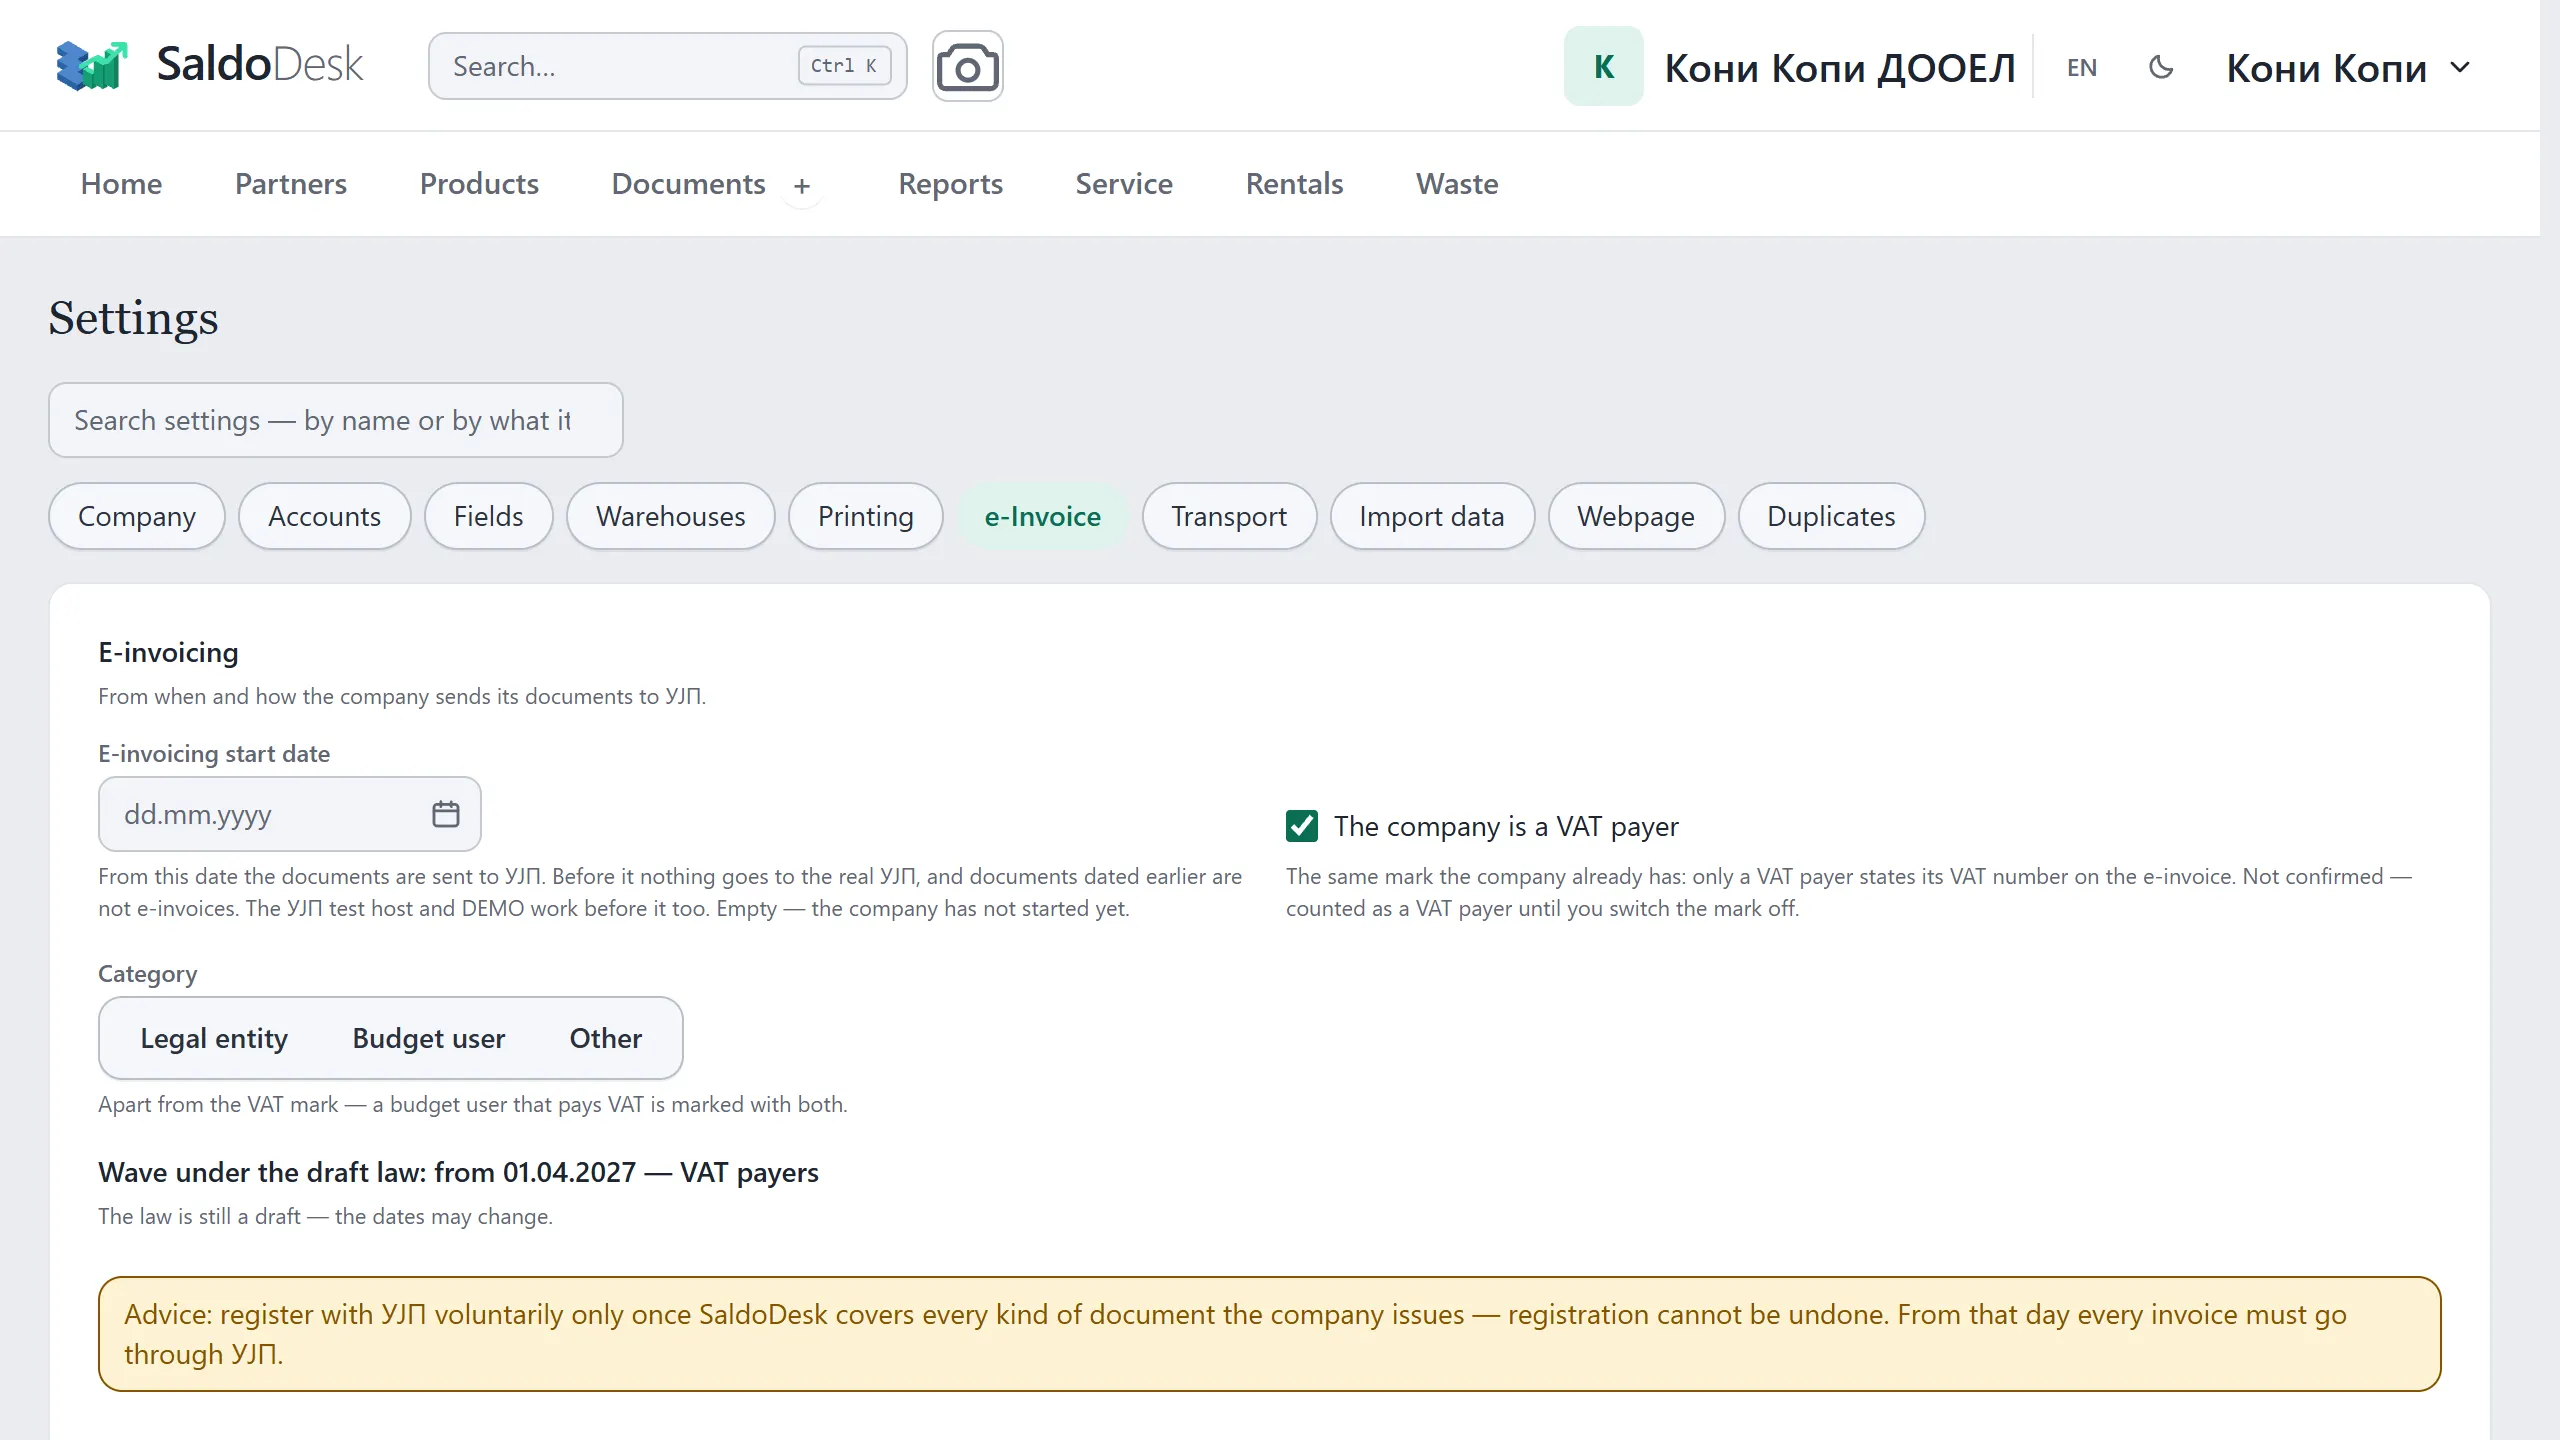 SaldoDesk
Search...
Ctrl K
К
Кони Копи ДООЕЛ
EN
Кони Копи
Home
Partners
Products
Documents +
Reports
Service
Rentals
Waste
Settings
Search settings — by name or by what it
Company
Accounts
Fields
Warehouses
Printing
e-Invoice
Transport
Import data
Webpage
Duplicates
E-invoicing
From when and how the company sends its documents to УЈП.
E-invoicing start date
dd.mm.yyyy
From this date the documents are sent to УЈП. Before it nothing goes to the real УЈП, and documents dated earlier are
not e-invoices. The УЈП test host and DEMO work before it too. Empty — the company has not started yet.
The company is a VAT payer
The same mark the company already has: only a VAT payer states its VAT number on the e-invoice. Not confirmed —
counted as a VAT payer until you switch the mark off.
Category
Legal entity
Budget user
Other
Apart from the VAT mark — a budget user that pays VAT is marked with both.
Wave under the draft law: from 01.04.2027 — VAT payers
The law is still a draft — the dates may change.
Advice: register with УЈП voluntarily only once SaldoDesk covers every kind of document the company issues — registration cannot be undone. From that day every invoice must go
through УЈП.